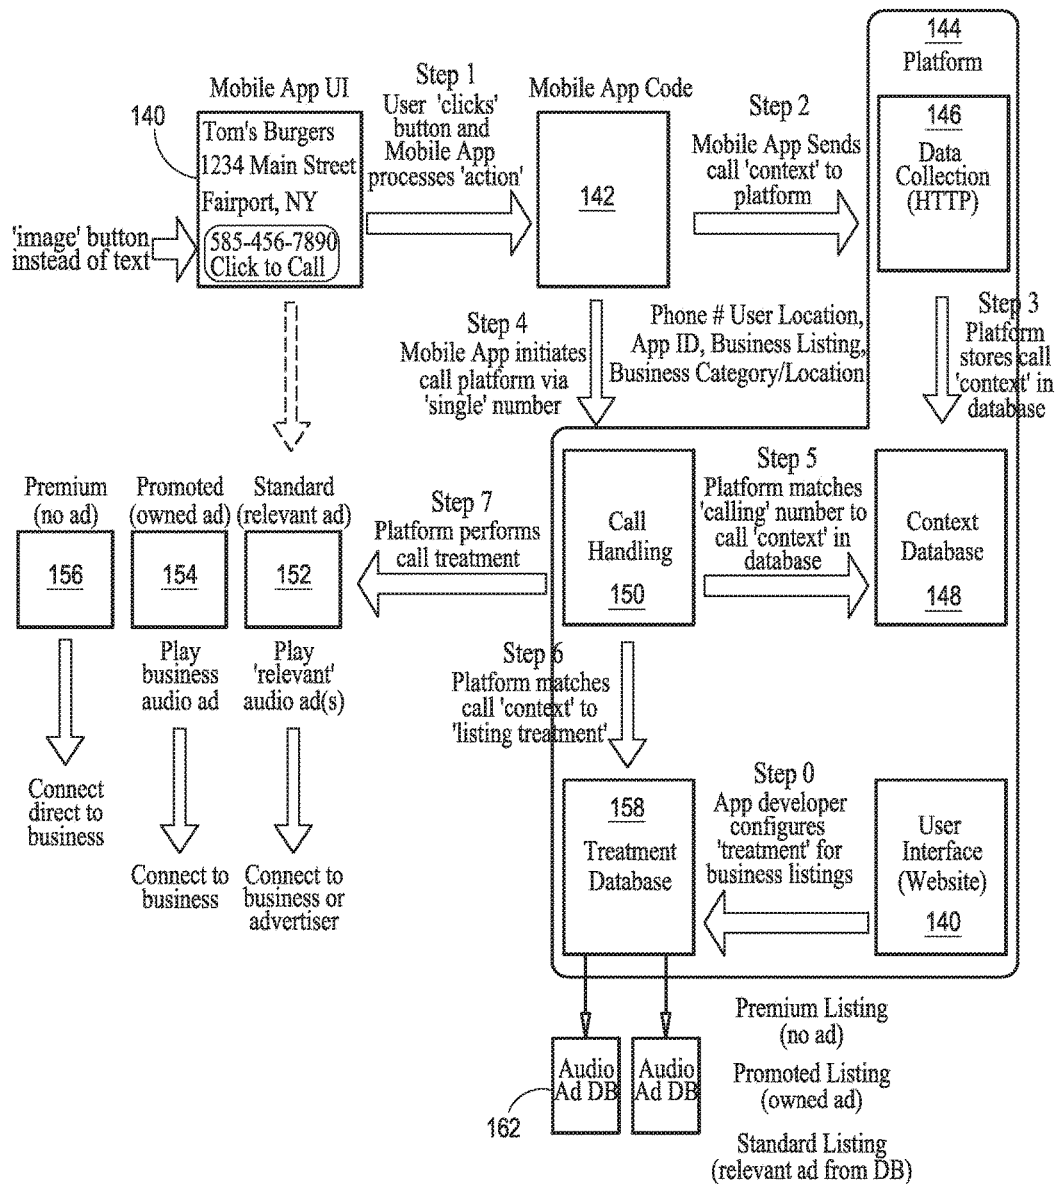 144
Platform
Mobile App UI
140
Tom's Burgers
1234 Main Street
Fairport, NY
585-456-7890
Click to Call
'image' button
instead of text
Step 1
User 'clicks'
button and
Mobile App
processes 'action'
Mobile App Code
142
Step 2
Mobile App Sends
call 'context' to
platform
146
Data
Collection
(HTTP)
Step 3
Platform
stores call
'context' in
database
Step 4
Mobile App initiates
call platform via
'single' number
Phone # User Location,
App ID, Business Listing,
Business Category/Location
Premium
(no ad)
156
Promoted
(owned ad)
154
Standard
(relevant ad)
152
Step 7
Platform performs
call treatment
Call
Handling
150
Step 5
Platform matches
'calling' number to
call 'context' in
database
Context
Database
148
Play
business
audio ad
Play
'relevant'
audio ad(s)
Step 6
Platform matches
call 'context' to
'listing treatment'
Connect
direct to
business
Connect to
business
Connect to
business or
advertiser
158
Treatment
Database
Step 0
App developer
configures
'treatment' for
business listings
User
Interface
(Website)
140
Audio
Ad DB
Audio
Ad DB
162
Premium Listing
(no ad)
Promoted Listing
(owned ad)
Standard Listing
(relevant ad from DB)